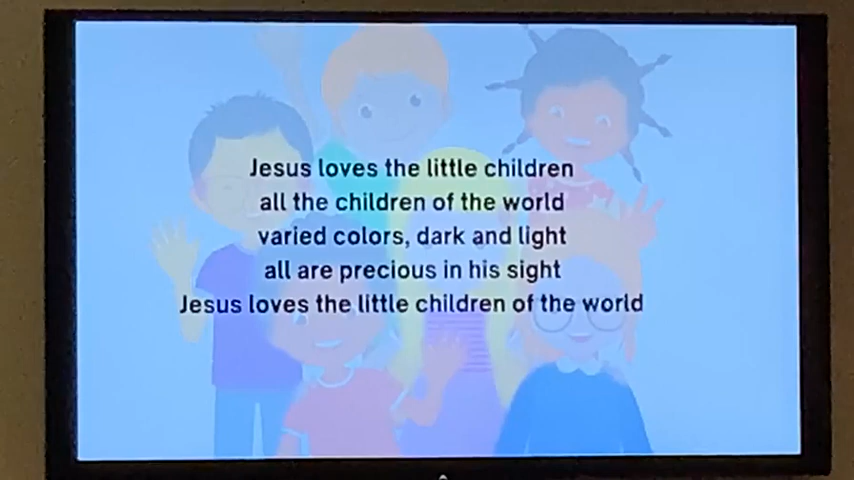 Jesus loves the little children
all the children of the world
varied colors, dark and light
all are precious in his sight
Jesus loves the little children of the world